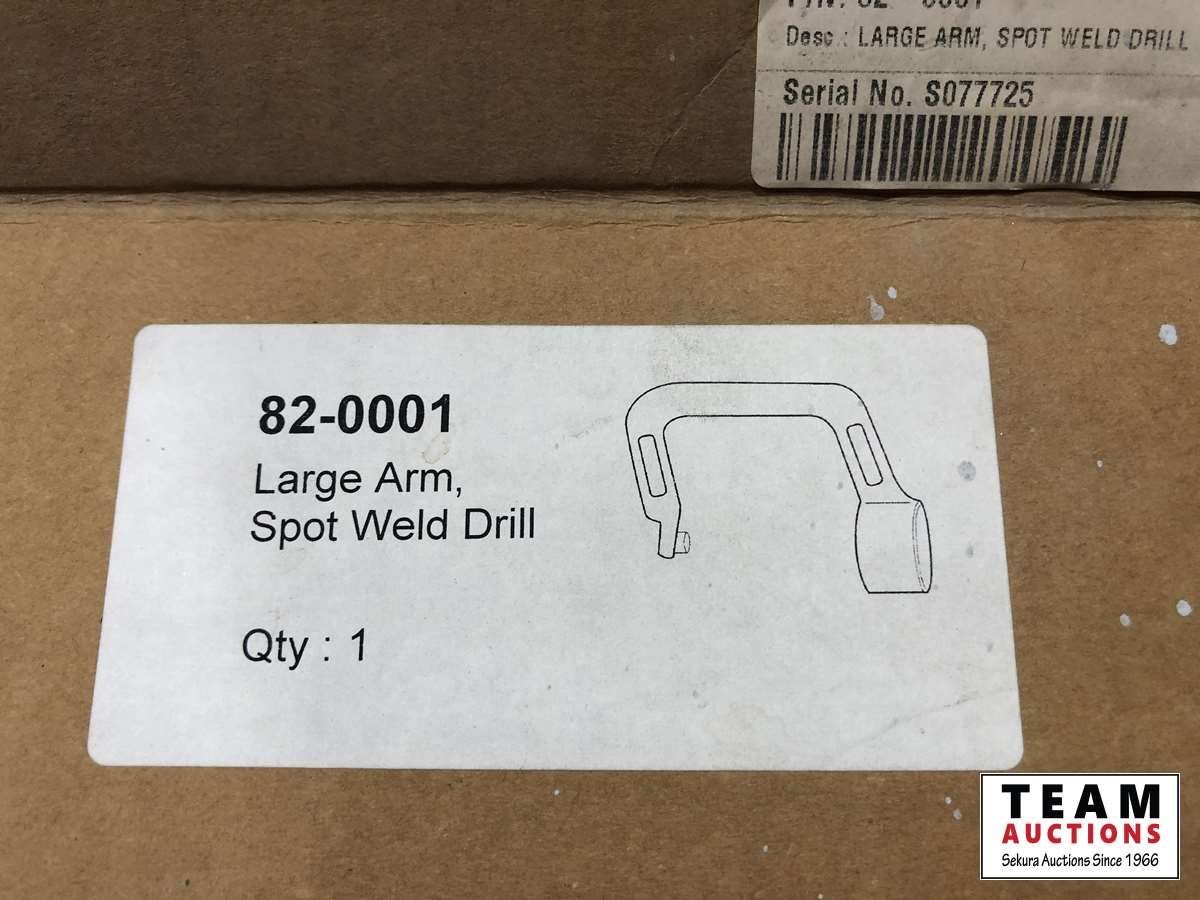 Desc : LARGE ARM, SPOT WELD DRILL
Serial No. S077725
82-0001
Large Arm,
Spot Weld Drill
Qty : 1
TEAM
AUCTIONS
Sekura Auctions Since 1966